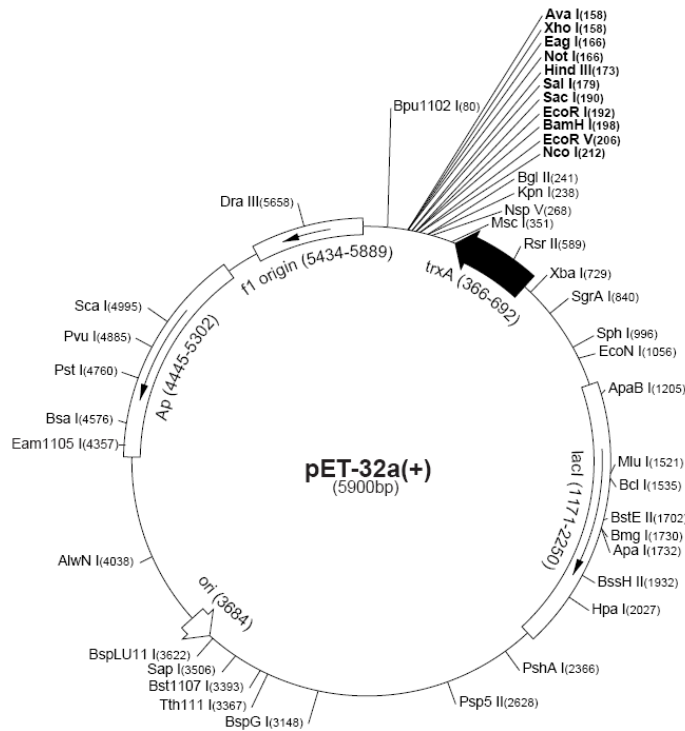 Ava I(158)
Xho I(158)
Eag I(166)
Not I(166)
Hind III(173)
Sal I(179)
Sac I(190)
EcoR I(192)
BamH I(198)
EcoR V(206)
Nco I(212)
Bpu1102 I(80)
Bgl II(241)
Kpn I(238)
Nsp V(268)
Msc I(351)
Rsr II(589)
Xba I(729)
SgrA I(840)
Sph I(996)
EcoN I(1056)
ApaB I(1205)
Mlu I(1521)
Bcl I(1535)
BstE II(1702)
Bmg I(1730)
Apa I(1732)
BssH II(1932)
Hpa I(2027)
PshA I(2366)
Psp5 II(2628)
BspG I(3148)
Tth111 I(3367)
Bst1107 I(3393)
Sap I(3506)
BspLU11 I(3622)
AlwN I(4038)
Eam1105 I(4357)
Bsa I(4576)
Pst I(4760)
Pvu I(4885)
Sca I(4995)
Dra III(5658)
f1 origin (5434-5889)
trxA (366-692)
Ap (4445-5302)
lacI (1171-2250)
ori (3684)
pET-32a(+)
(5900bp)